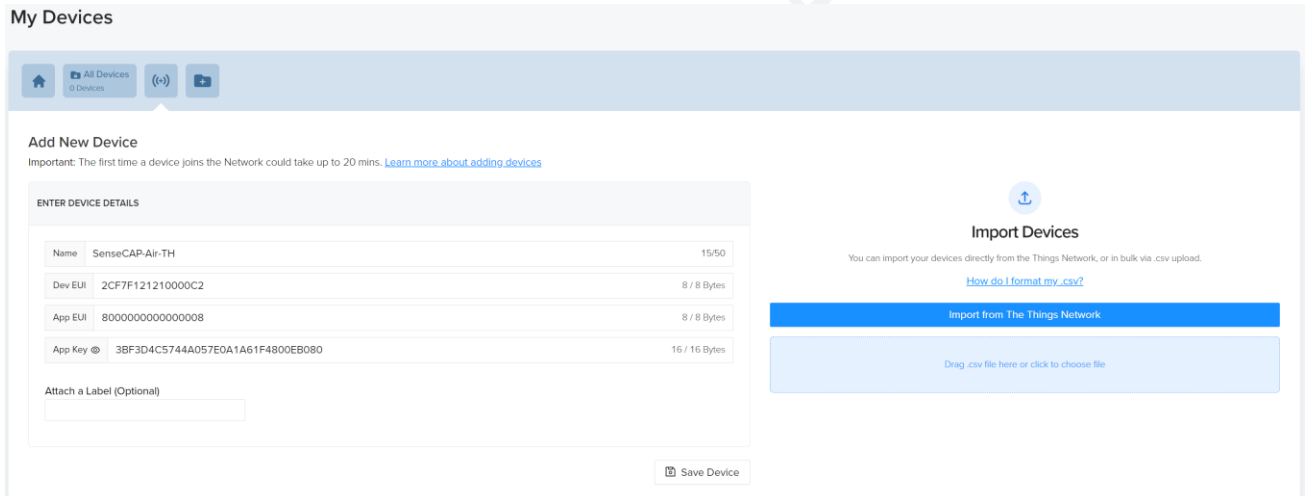 My Devices
All Devices
0 Devices
Add New Device
Important: The first time a device joins the Network could take up to 20 mins. Learn more about adding devices
ENTER DEVICE DETAILS
Name SenseCAP-Air-TH 15/50
Dev EUI 2CF7F121210000C2 8 / 8 Bytes
App EUI 8000000000000008 8 / 8 Bytes
App Key 3BF3D4C5744A057E0A1A61F4800EB080 16 / 16 Bytes
Attach a Label (Optional)
Save Device
Import Devices
You can import your devices directly from the Things Network, or in bulk via .csv upload.
How do I format my .csv?
Import from The Things Network
Drag .csv file here or click to choose file